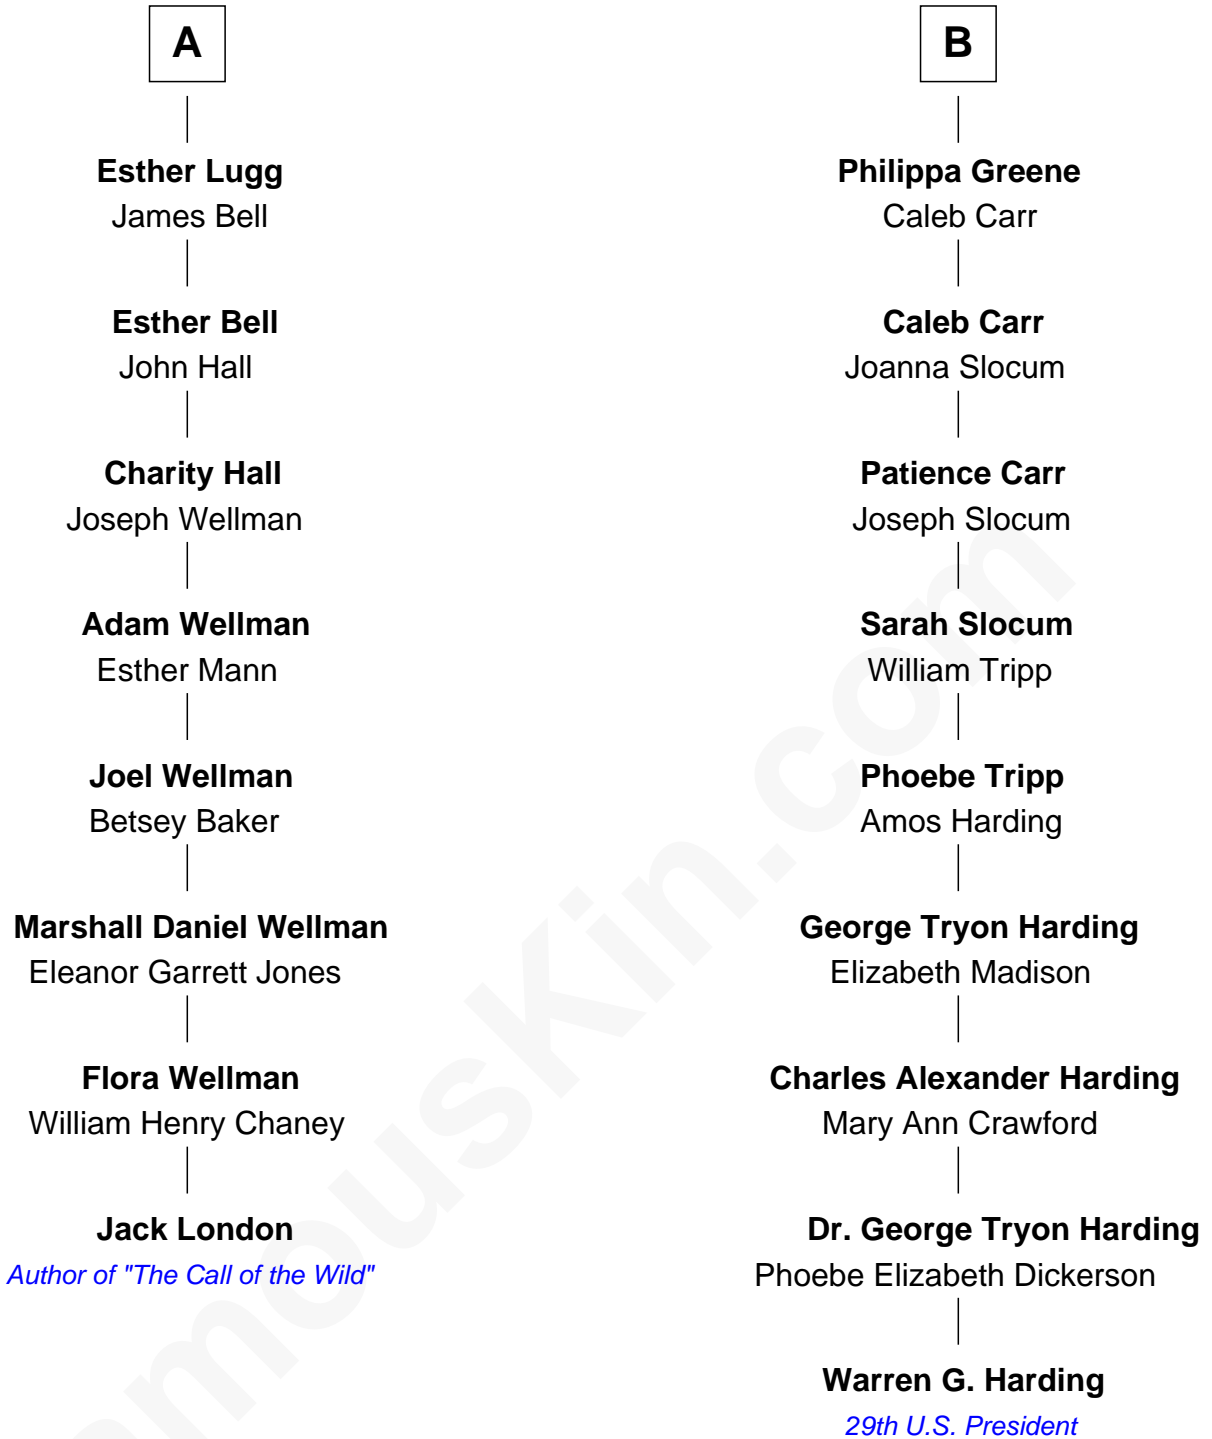 A
Esther Lugg
James Bell
Esther Bell
John Hall
Charity Hall
Joseph Wellman
Adam Wellman
Esther Mann
Joel Wellman
Betsey Baker
Marshall Daniel Wellman
Eleanor Garrett Jones
Flora Wellman
William Henry Chaney
Jack London
Author of "The Call of the Wild"
B
Philippa Greene
Caleb Carr
Caleb Carr
Joanna Slocum
Patience Carr
Joseph Slocum
Sarah Slocum
William Tripp
Phoebe Tripp
Amos Harding
George Tryon Harding
Elizabeth Madison
Charles Alexander Harding
Mary Ann Crawford
Dr. George Tryon Harding
Phoebe Elizabeth Dickerson
Warren G. Harding
29th U.S. President
amousKin.com